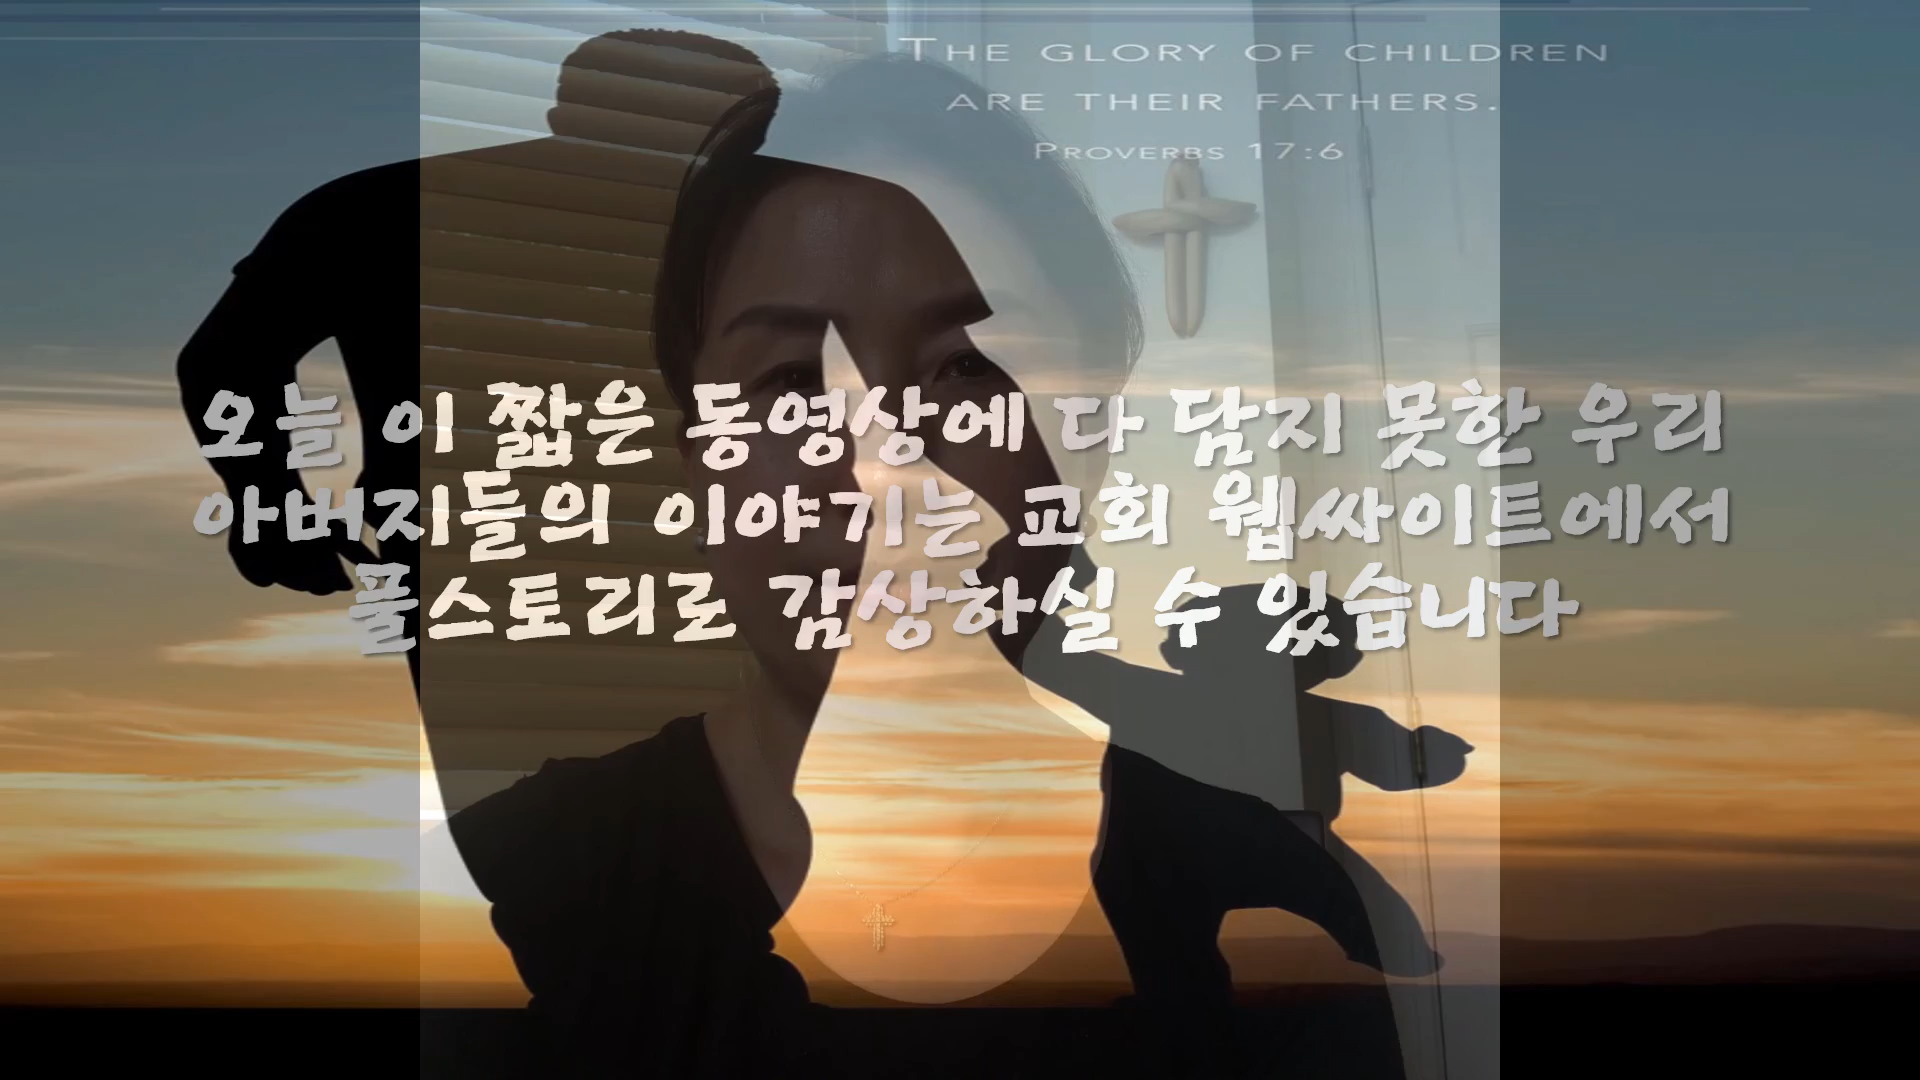 THE GLORY OF CHILDREN
ARE THEIR FATHERS.
PROVERBS 17:6
오늘 이 짧은 동영상에 다 담지 못한 우리
아버지들의 이야기는 교회 웹싸이트에서
풀스토리로 감상하실 수 있습니다